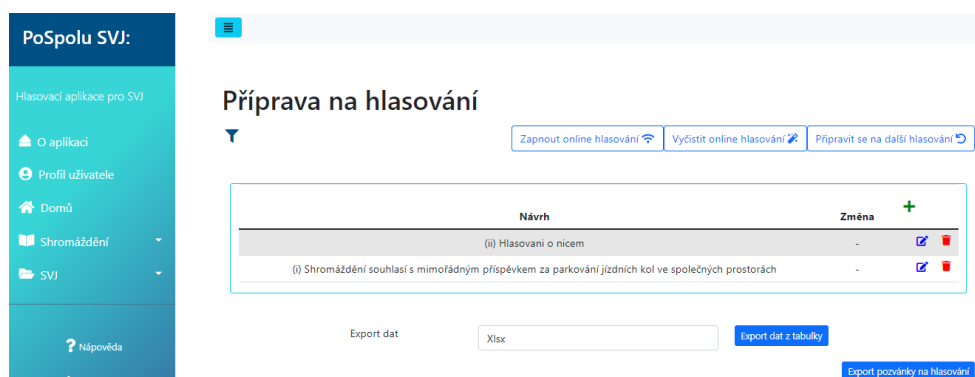 PoSpolu SVJ:
Hlasovací aplikace pro SVJ
O aplikaci
Profil uživatele
Domů
Shromáždění
SVJ
Nápověda
Příprava na hlasování
Zapnout online hlasování
Vyčistit online hlasování
Připravit se na další hlasování
Návrh Změna
(ii) Hlasovani o nicem -
(i) Shromáždění souhlasí s mimořádným příspěvkem za parkování jízdních kol ve společných prostorách -
Export dat Xlsx Export dat z tabulky
Export pozvánky na hlasování